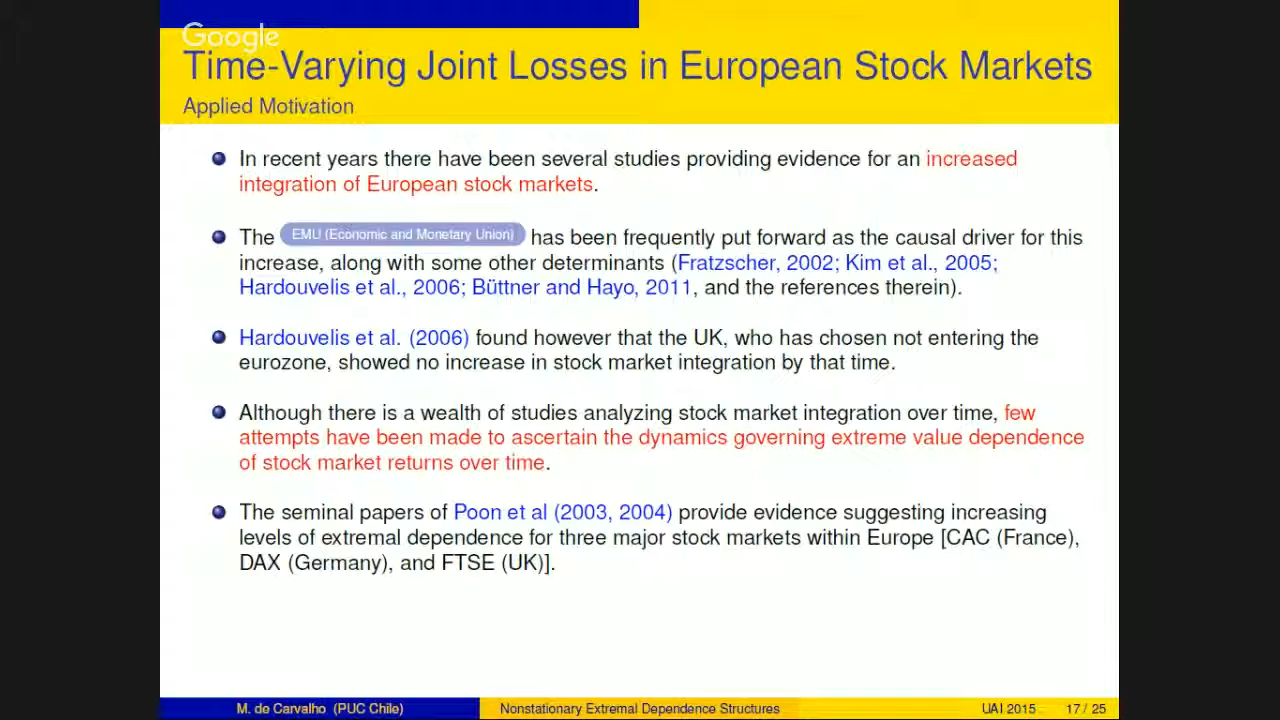 Google
Time-Varying Joint Losses in European Stock Markets
Applied Motivation
In recent years there have been several studies providing evidence for an increased
integration of European stock markets.
The EMU (Economic and Monetary Union) has been frequently put forward as the causal driver for this
increase, along with some other determinants (Fratzscher, 2002; Kim et al., 2005;
Hardouvelis et al., 2006; Büttner and Hayo, 2011, and the references therein).
Hardouvelis et al. (2006) found however that the UK, who has chosen not entering the
eurozone, showed no increase in stock market integration by that time.
Although there is a wealth of studies analyzing stock market integration over time, few
attempts have been made to ascertain the dynamics governing extreme value dependence
of stock market returns over time.
The seminal papers of Poon et al (2003, 2004) provide evidence suggesting increasing
levels of extremal dependence for three major stock markets within Europe [CAC (France),
DAX (Germany), and FTSE (UK)].
M. de Carvalho (PUC Chile) Nonstationary Extremal Dependence Structures UAI 2015 17 / 25